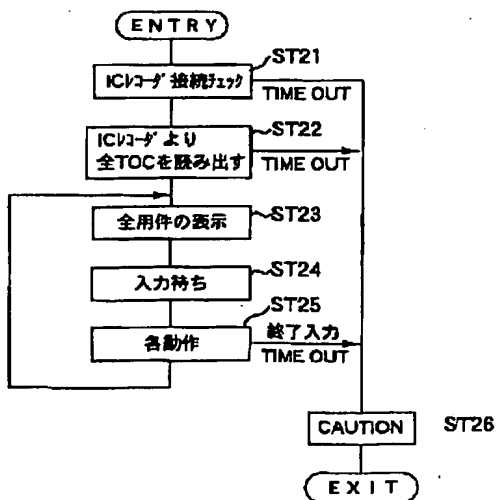 ENTRY
ST21
ICレコーダ接続チェック
TIME OUT
ST22
ICレコーダより
全TOCを読み出す
TIME OUT
ST23
全用件の表示
ST24
入力待ち
ST25
各動作
終了入力
TIME OUT
CAUTION
ST26
EXIT